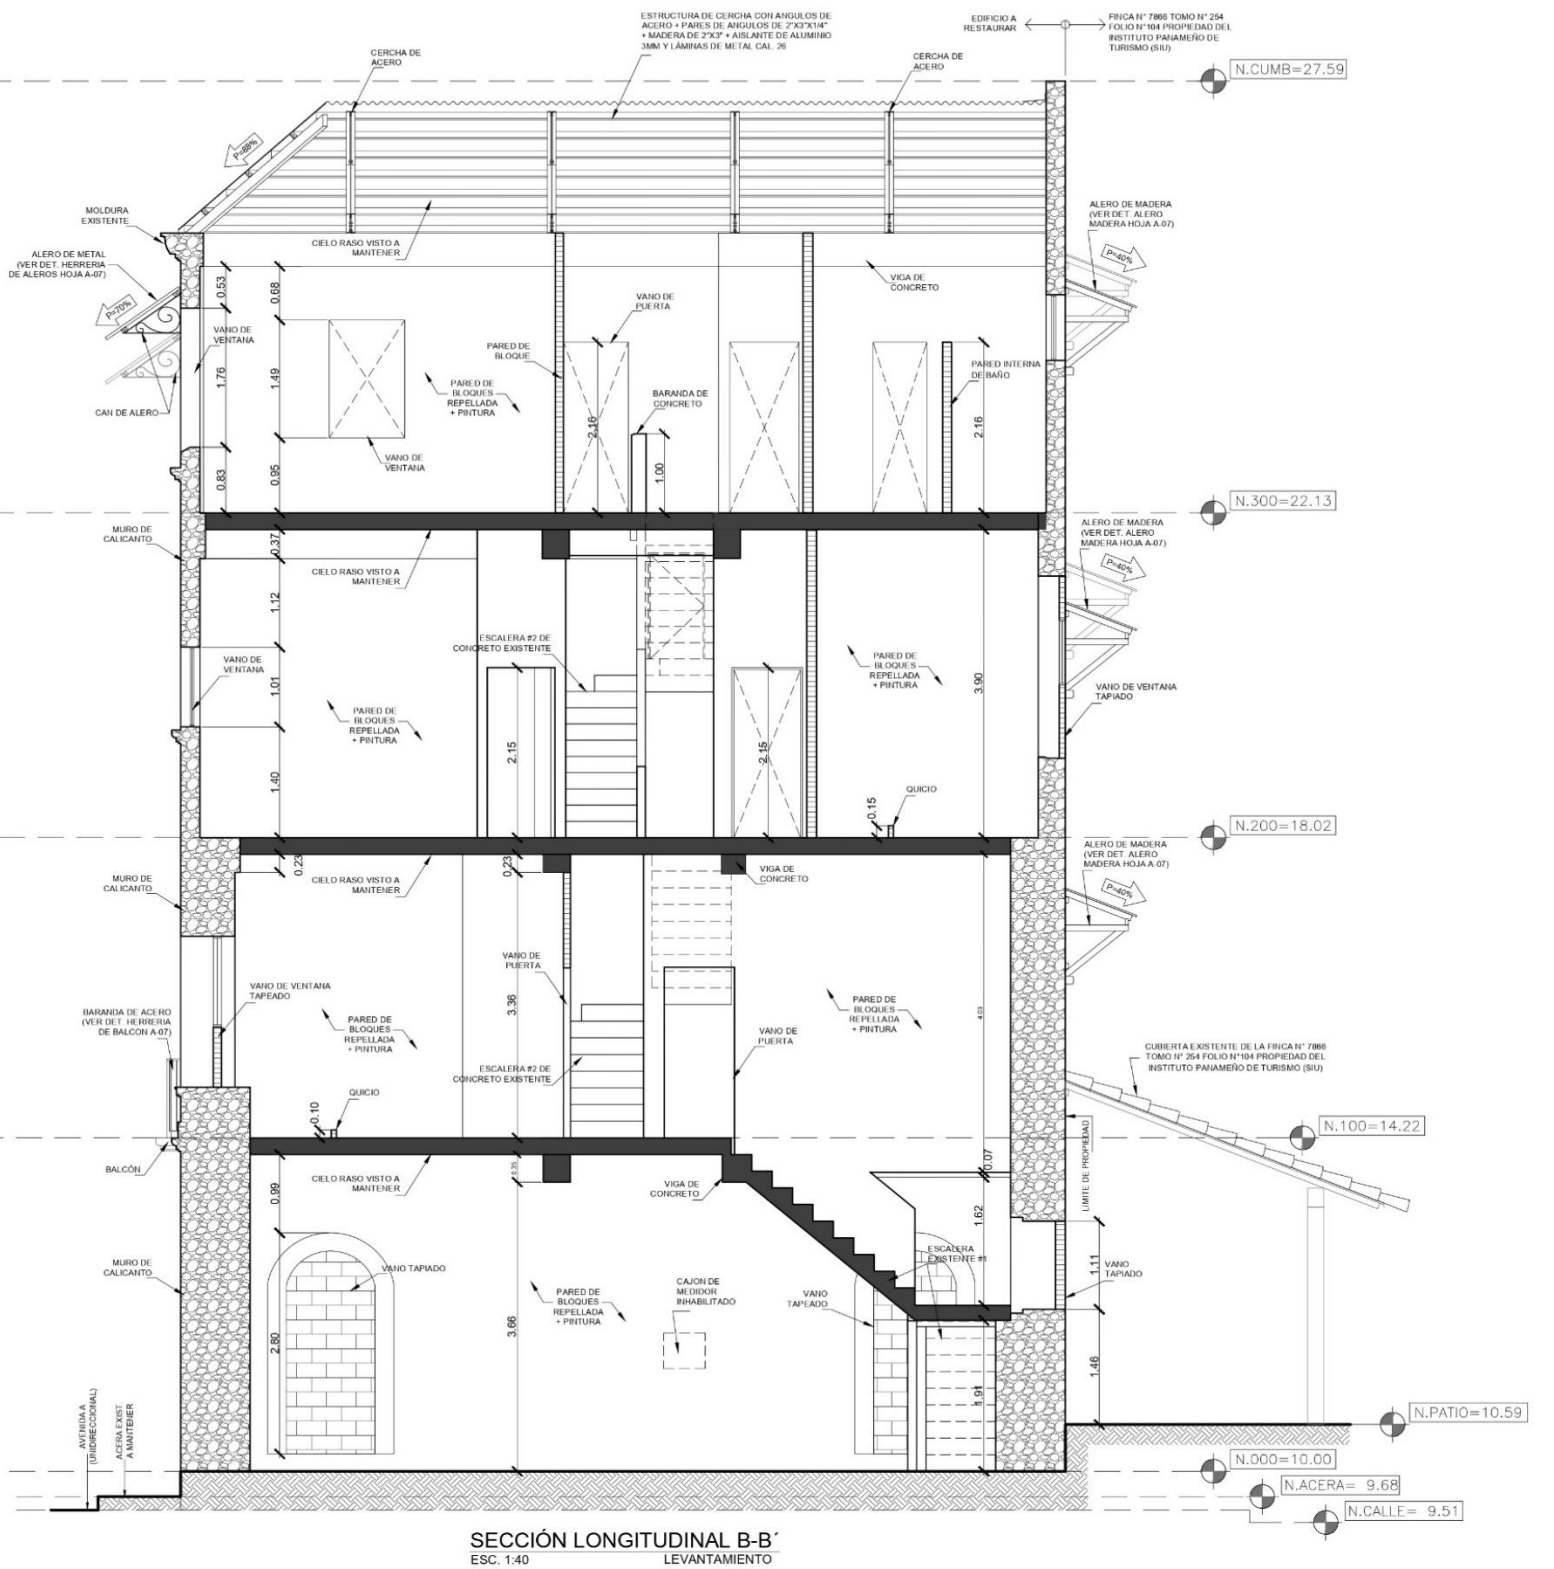 ESTRUCTURA DE CERCHA CON ANGULOS DE
ACERO + PARES DE ANGULOS DE 2"X3"X1/4"
+ MADERA DE 2"X3" + AISLANTE DE ALUMINIO
3MM Y LÁMINAS DE METAL CAL. 26
EDIFICIO A
RESTAURAR
FINCA N° 7866 TOMO N° 254
FOLIO N°104 PROPIEDAD DEL
INSTITUTO PANAMEÑO DE
TURISMO (SIU)
CERCHA DE
ACERO
CERCHA DE
ACERO
N.CUMB=27.59
P=88%
MOLDURA
EXISTENTE
ALERO DE METAL
(VER DET. HERRERIA
DE ALEROS HOJA A-07)
P=70%
CIELO RASO VISTO A
MANTENER
ALERO DE MADERA
(VER DET. ALERO
MADERA HOJA A-07)
P=40%
VIGA DE
CONCRETO
0.53
0.68
VANO DE
VENTANA
VANO DE
PUERTA
PARED DE
BLOQUE
PARED INTERNA
DE BAÑO
1.76
1.49
PARED DE
BLOQUES
REPELLADA
+ PINTURA
BARANDA DE
CONCRETO
CAN DE ALERO
2.16
2.16
VANO DE
VENTANA
0.83
0.95
1.00
N.300=22.13
MURO DE
CALICANTO
0.37
CIELO RASO VISTO A
MANTENER
ALERO DE MADERA
(VER DET. ALERO
MADERA HOJA A-07)
P=40%
1.12
ESCALERA #2 DE
CONCRETO EXISTENTE
VANO DE
VENTANA
1.01
PARED DE
BLOQUES
REPELLADA
+ PINTURA
PARED DE
BLOQUES
REPELLADA
+ PINTURA
3.90
VANO DE VENTANA
TAPIADO
2.15
2.15
1.40
0.15
QUICIO
N.200=18.02
ALERO DE MADERA
(VER DET. ALERO
MADERA HOJA A-07)
P=40%
0.23
0.23
MURO DE
CALICANTO
CIELO RASO VISTO A
MANTENER
VIGA DE
CONCRETO
VANO DE
PUERTA
VANO DE VENTANA
TAPEADO
BARANDA DE ACERO
(VER DET. HERRERIA
DE BALCON A-07)
PARED DE
BLOQUES
REPELLADA
+ PINTURA
3.36
PARED DE
BLOQUES
REPELLADA
+ PINTURA
4.03
VANO DE
PUERTA
ESCALERA #2 DE
CONCRETO EXISTENTE
CUBIERTA EXISTENTE DE LA FINCA N° 7866
TOMO N° 254 FOLIO N°104 PROPIEDAD DEL
INSTITUTO PANAMEÑO DE TURISMO (SIU)
0.10
QUICIO
N.100=14.22
BALCÓN
LIMITE DE PROPIEDAD
CIELO RASO VISTO A
MANTENER
VIGA DE
CONCRETO
0.07
0.99
1.62
MURO DE
CALICANTO
VANO TAPIADO
ESCALERA
EXISTENTE #1
1.11
VANO
TAPIADO
PARED DE
BLOQUES
REPELLADA
+ PINTURA
CAJON DE
MEDIDOR
INHABILITADO
VANO
TAPEADO
2.80
3.66
1.46
1.91
AVENIDA A
(UNIDIRECCIONAL)
ACERA EXIST.
A MANTENER
N.PATIO=10.59
N.000=10.00
N.ACERA= 9.68
N.CALLE= 9.51
SECCIÓN LONGITUDINAL B-B´
ESC. 1:40 LEVANTAMIENTO